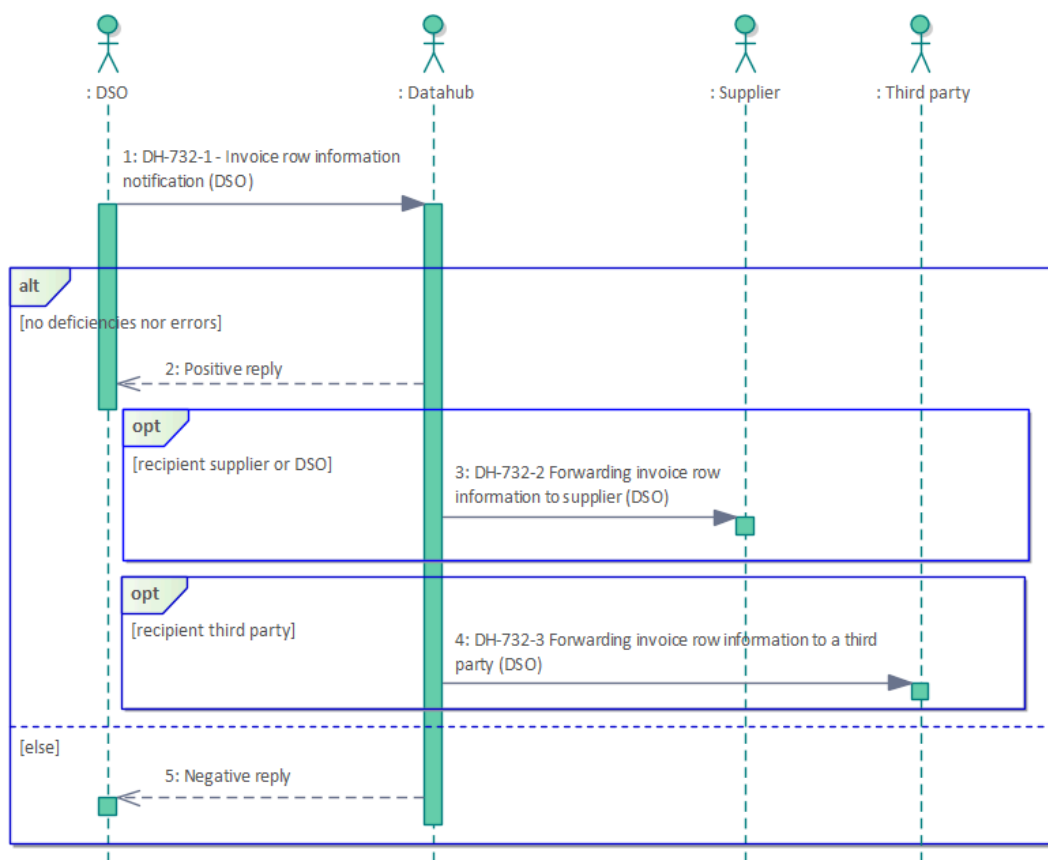 : DSO
: Datahub
: Supplier
: Third party
1: DH-732-1 - Invoice row information
notification (DSO)
alt
[no deficiencies nor errors]
2: Positive reply
opt
[recipient supplier or DSO]
3: DH-732-2 Forwarding invoice row
information to supplier (DSO)
opt
[recipient third party]
4: DH-732-3 Forwarding invoice row information to a third
party (DSO)
[else]
5: Negative reply